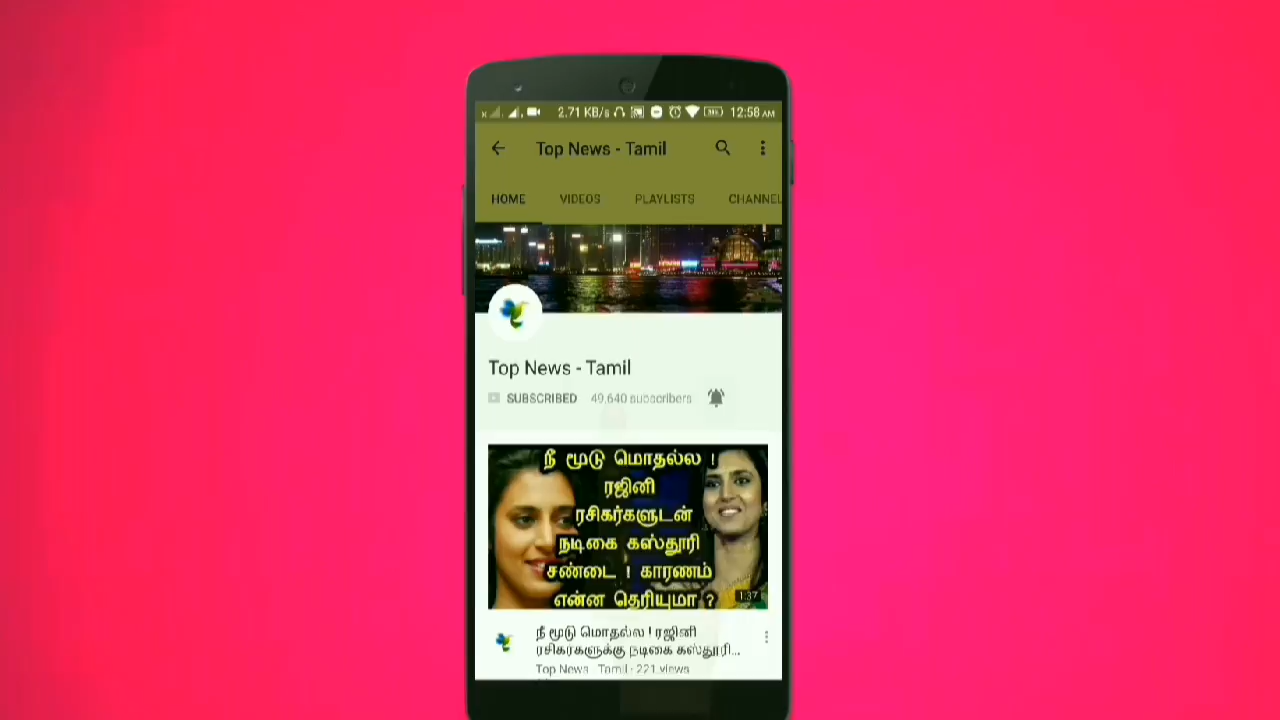 2.71 KB/s 12:58 AM
Top News - Tamil
HOME VIDEOS PLAYLISTS CHANNEL
Top News - Tamil
SUBSCRIBED 49,640 subscribers
நீ மூடு மொதல்ல !
ரஜினி
ரசிகர்களுடன்
நடிகை கஸ்தூரி
சண்டை ! காரணம்
என்ன தெரியுமா ?
1:37
நீ மூடு மொதல்ல ! ரஜினி
ரசிகர்களுக்கு நடிகை கஸ்தூரி...
Top News - Tamil · 221 views